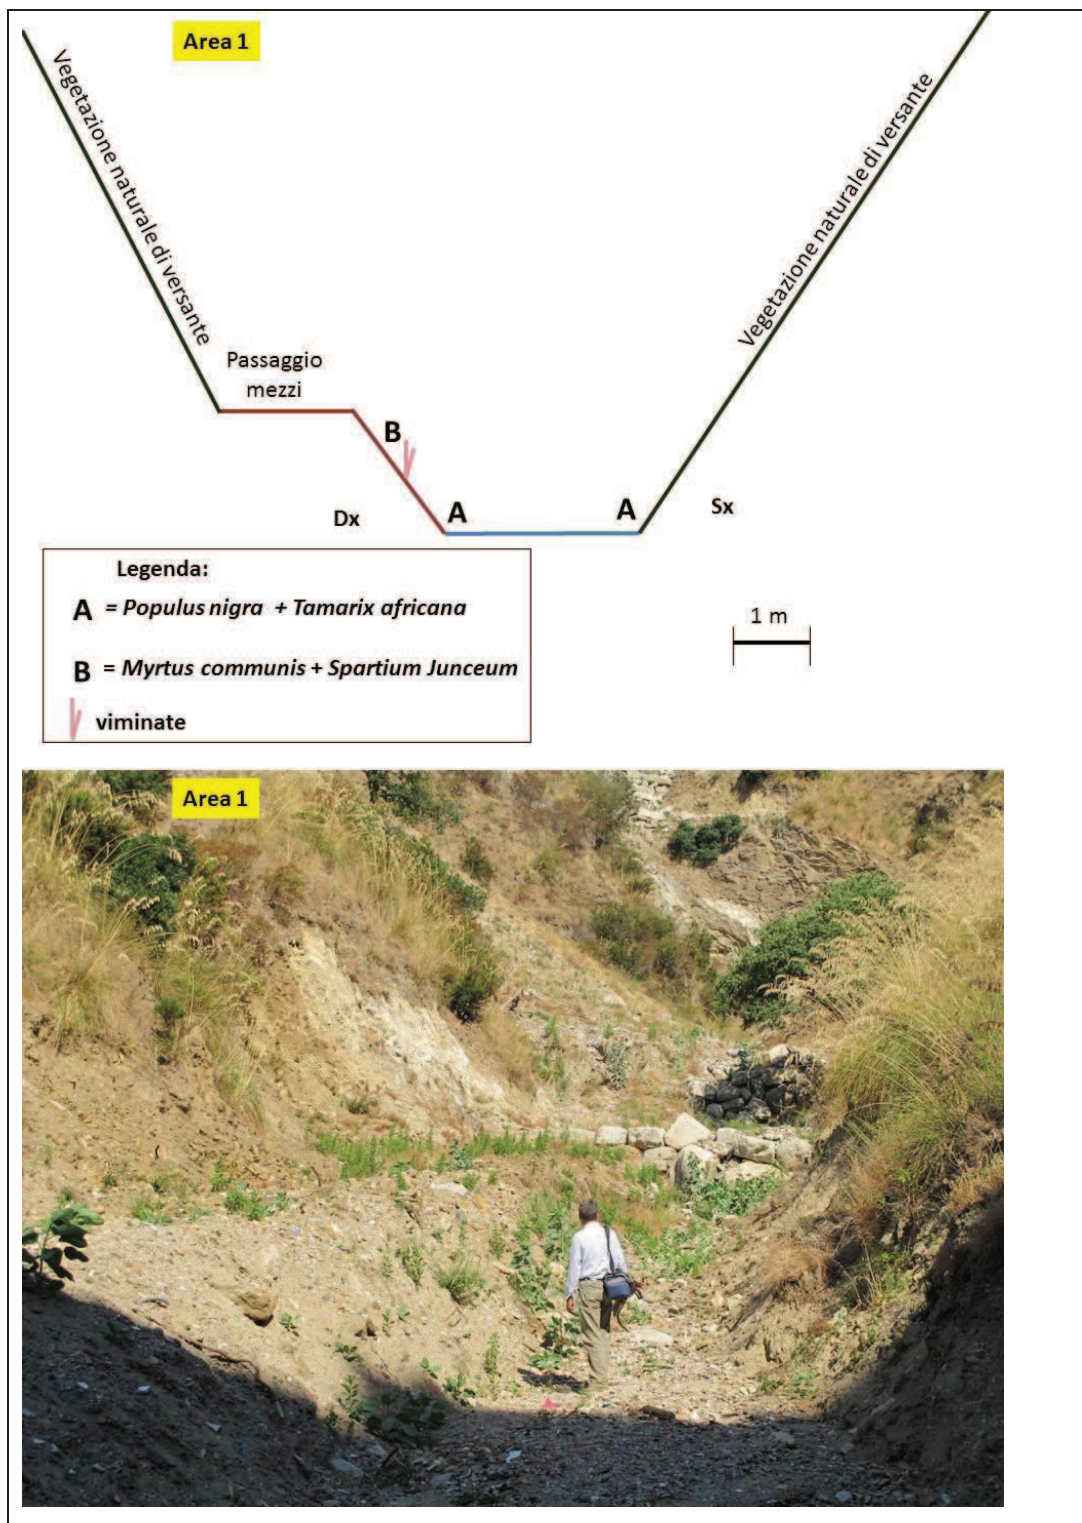 Area 1
Vegetazione naturale di versante
Vegetazione naturale di versante
Passaggio
mezzi
B
A
A
Dx
Sx
Legenda:
A = Populus nigra + Tamarix africana
B = Myrtus communis + Spartium Junceum
viminate
1 m
Area 1